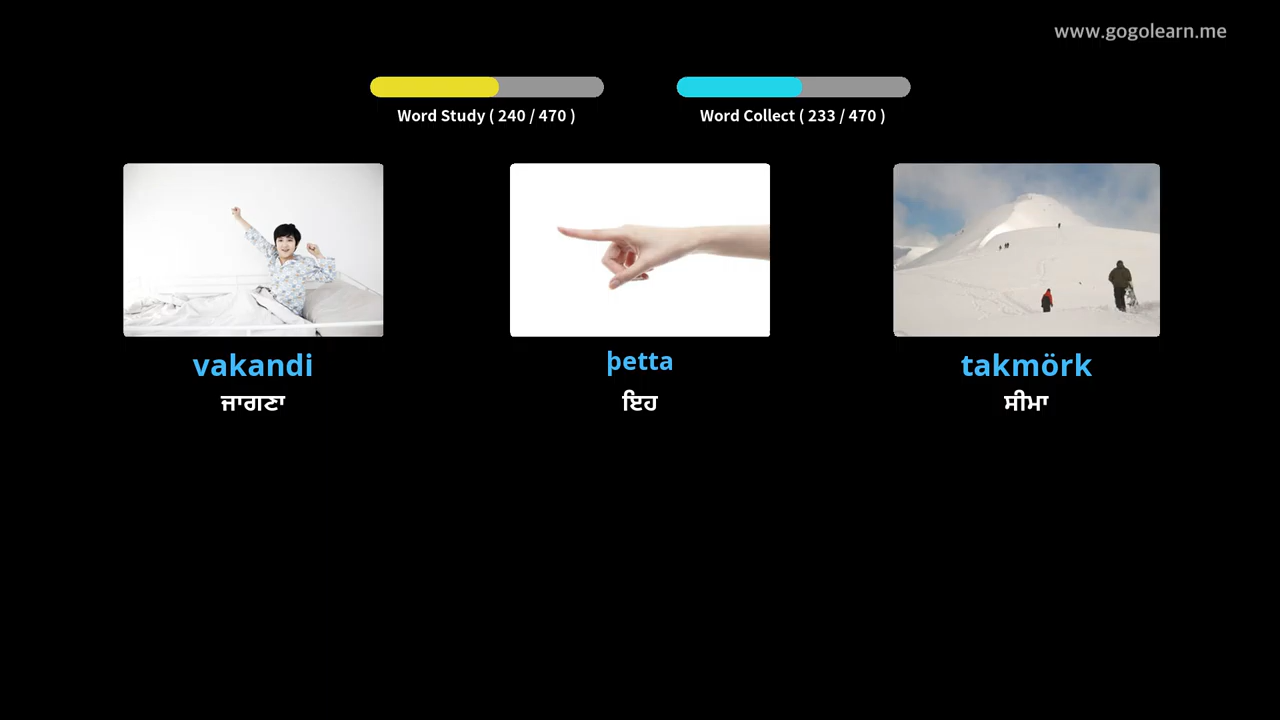 www.gogolearn.me
Word Study ( 240 / 470 )
Word Collect ( 233 / 470 )
vakandi
þetta
takmörk
ਜਾਗਣਾ
ਇਹ
ਸੀਮਾ